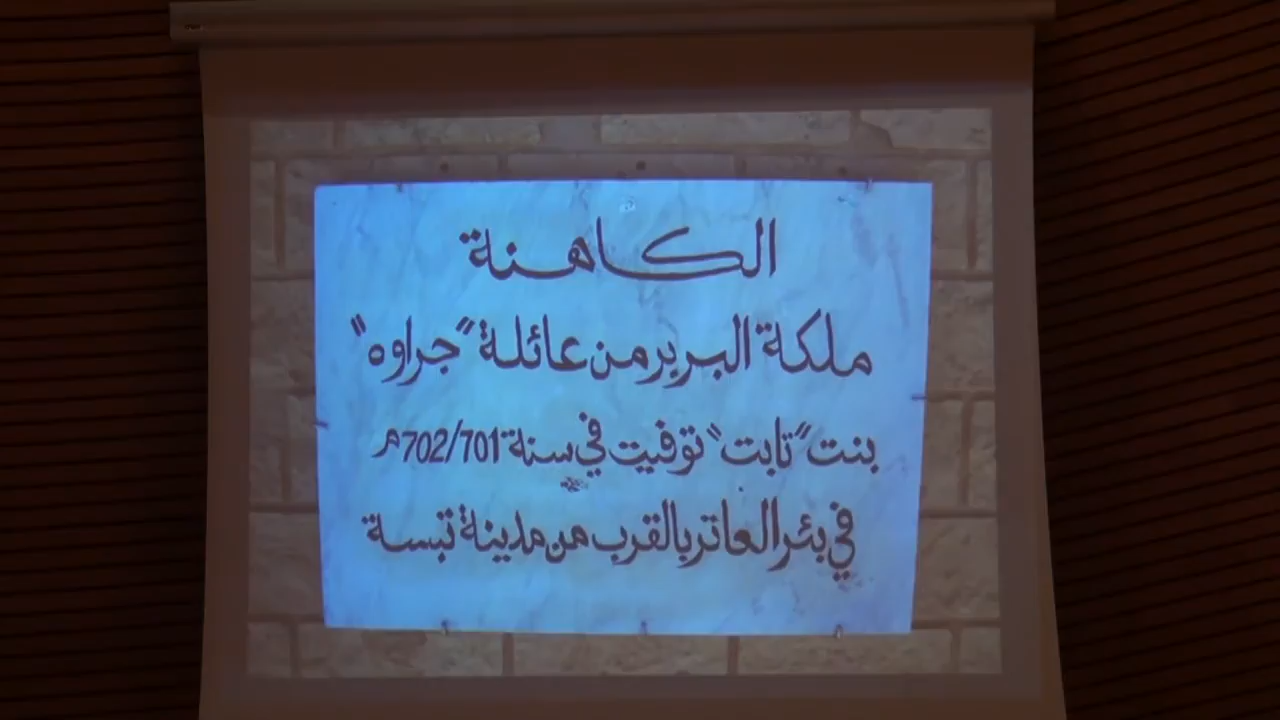 الكاهنة
ملكة البربر من عائلة "جراوه"
بنت "تابت" توفيت في سنة 702/701م
في بئر العاتر بالقرب من مدينة تبسة